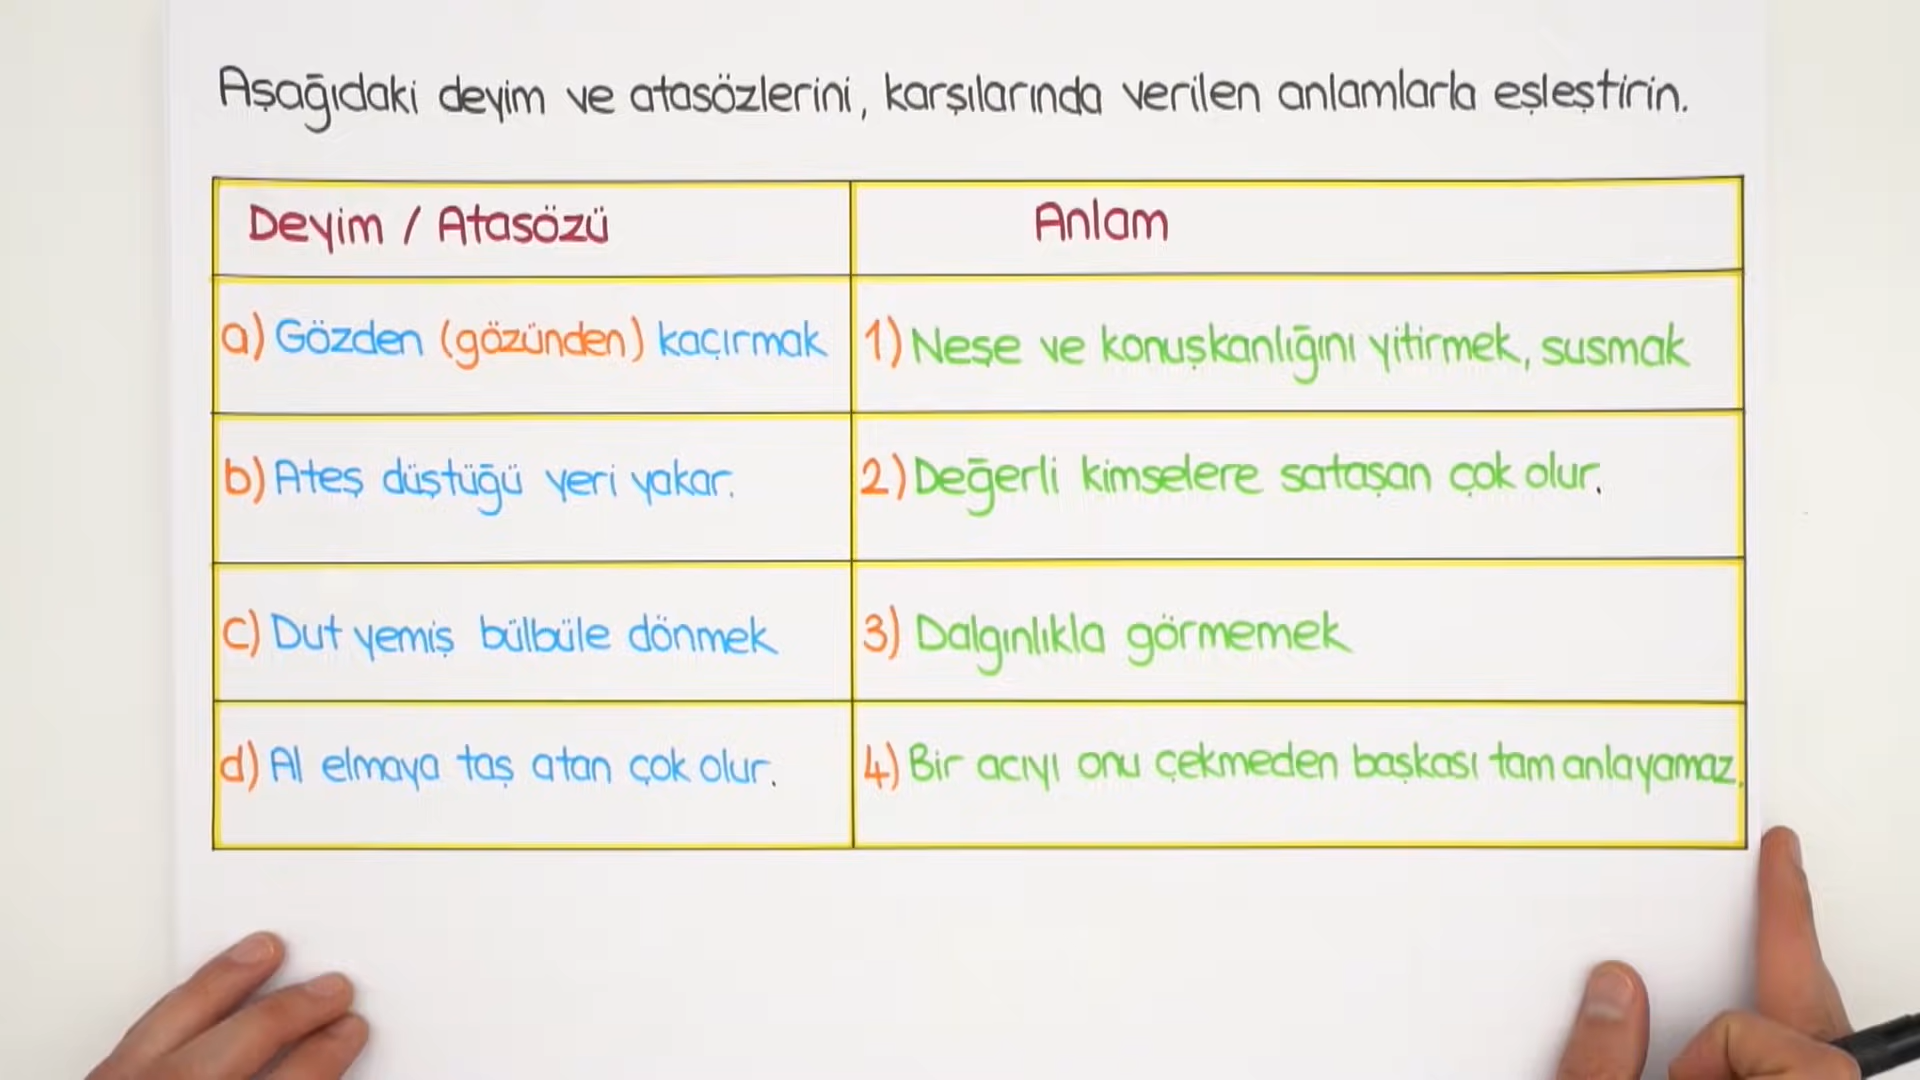 Aşağıdaki deyim ve atasözlerini, karşılarında verilen anlamlarla eşleştirin.
Deyim / Atasözü
Anlam
a) Gözden (gözünden) kaçırmak
1) Neşe ve konuşkanlığını yitirmek, susmak
b) Ateş düştüğü yeri yakar.
2) Değerli kimselere sataşan çok olur.
c) Dut yemiş bülbüle dönmek
3) Dalgınlıkla görmemek
d) Al elmaya taş atan çok olur.
4) Bir acıyı onu çekmeden başkası tam anlayamaz.